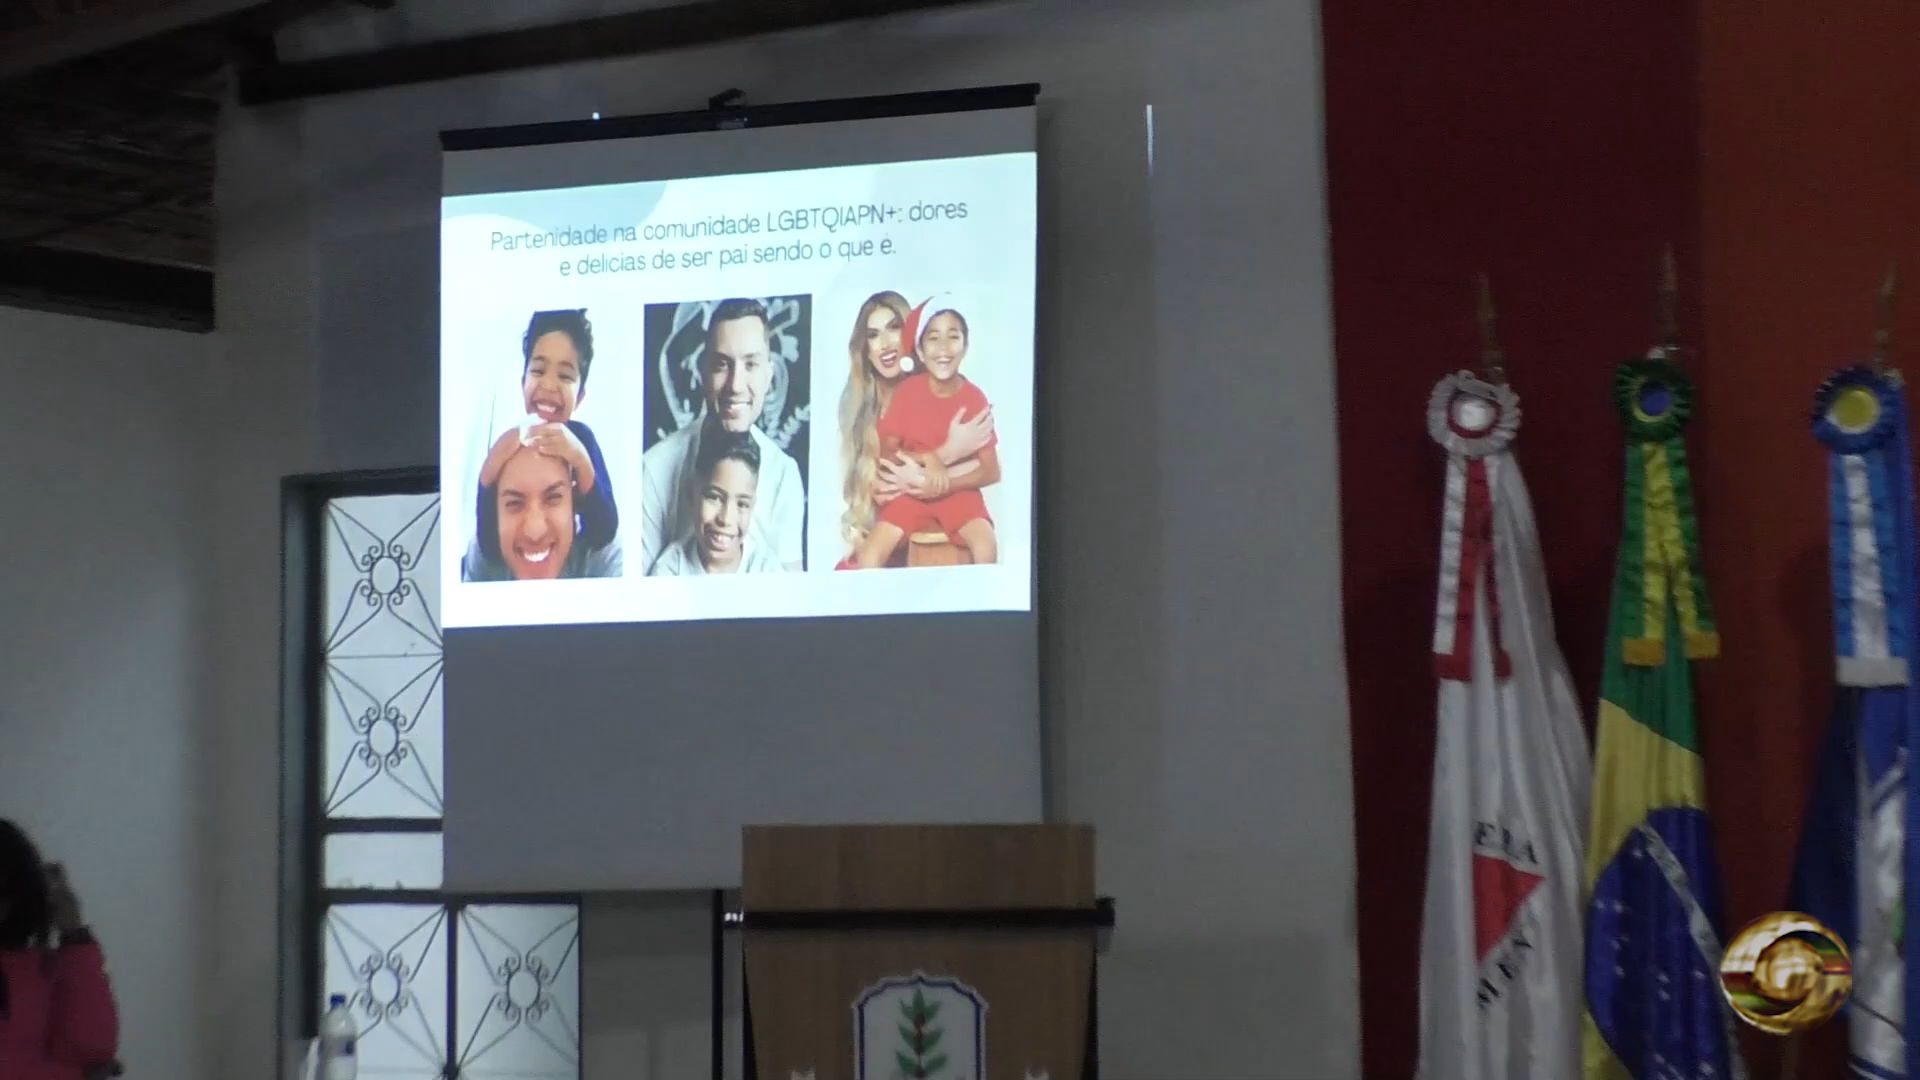 Partenidade na comunidade LGBTQIAPN+: dores
e delicias de ser pai sendo o que é.